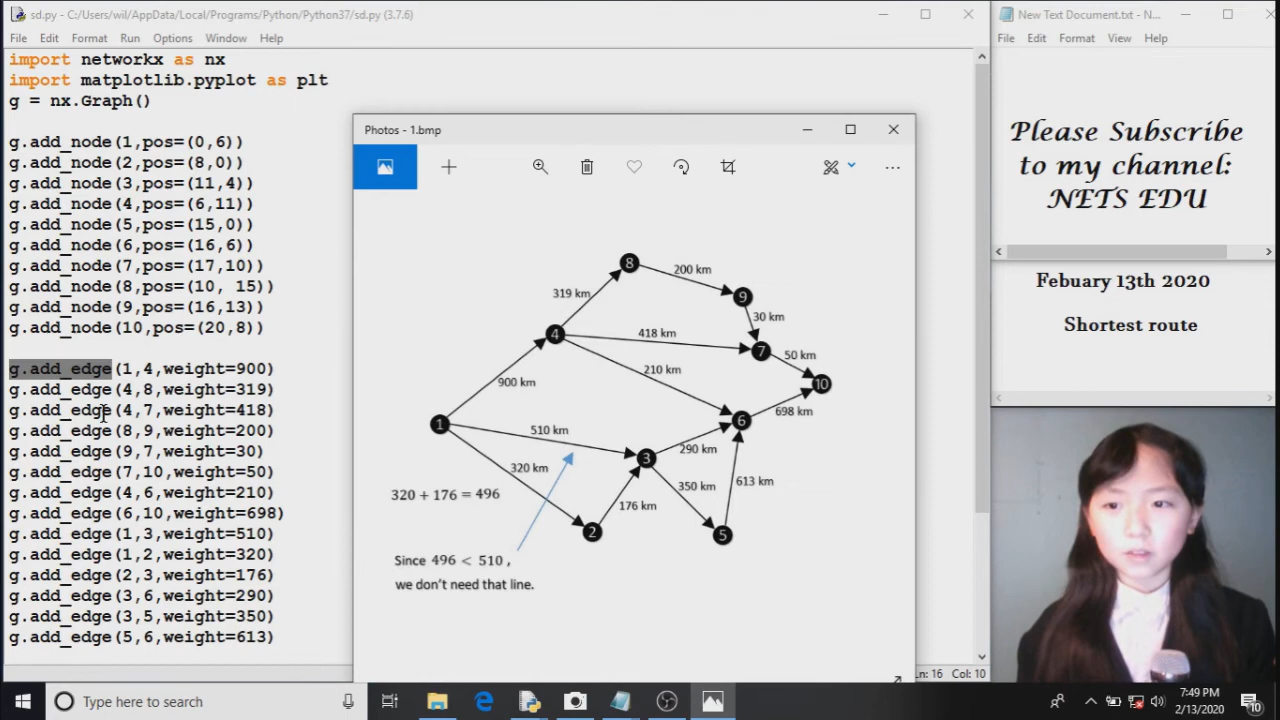 sd.py - C:/Users/wil/AppData/Local/Programs/Python/Python37/sd.py (3.7.6)
File Edit Format Run Options Window Help
import networkx as nx
import matplotlib.pyplot as plt
g = nx.Graph()
g.add_node(1,pos=(0,6))
g.add_node(2,pos=(8,0))
g.add_node(3,pos=(11,4))
g.add_node(4,pos=(6,11))
g.add_node(5,pos=(15,0))
g.add_node(6,pos=(16,6))
g.add_node(7,pos=(17,10))
g.add_node(8,pos=(10, 15))
g.add_node(9,pos=(16,13))
g.add_node(10,pos=(20,8))
g.add_edge(1,4,weight=900)
g.add_edge(4,8,weight=319)
g.add_edge(4,7,weight=418)
g.add_edge(8,9,weight=200)
g.add_edge(9,7,weight=30)
g.add_edge(7,10,weight=50)
g.add_edge(4,6,weight=210)
g.add_edge(6,10,weight=698)
g.add_edge(1,3,weight=510)
g.add_edge(1,2,weight=320)
g.add_edge(2,3,weight=176)
g.add_edge(3,6,weight=290)
g.add_edge(3,5,weight=350)
g.add_edge(5,6,weight=613)
Ln: 16 Col: 10
Photos - 1.bmp
8
200 km
319 km
9
30 km
4
418 km
7
50 km
210 km
10
900 km
698 km
1
6
510 km
290 km
3
320 km
350 km
613 km
320 + 176 = 496
176 km
2
5
Since 496 < 510 ,
we don't need that line.
New Text Document.txt - N...
File Edit Format View Help
Please Subscribe
to my channel:
NETS EDU
Febuary 13th 2020
Shortest route
Type here to search
7:49 PM
2/13/2020
10